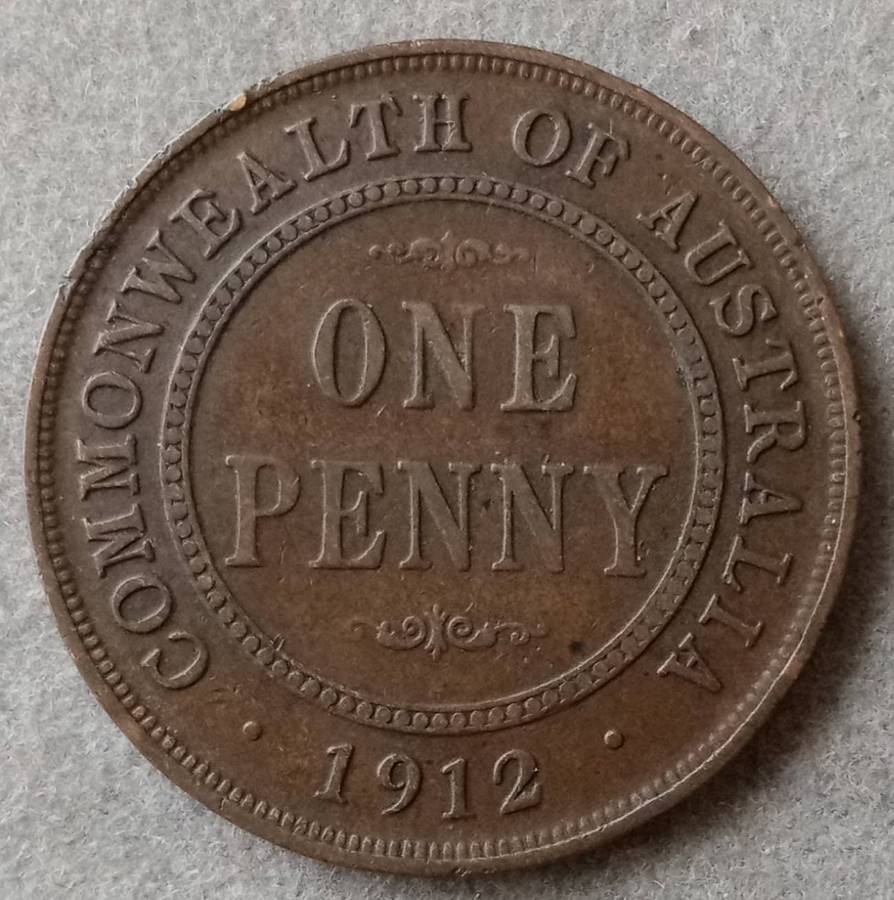 COMMONWEALTH OF AUSTRALIA
ONE
PENNY
· 1912 ·